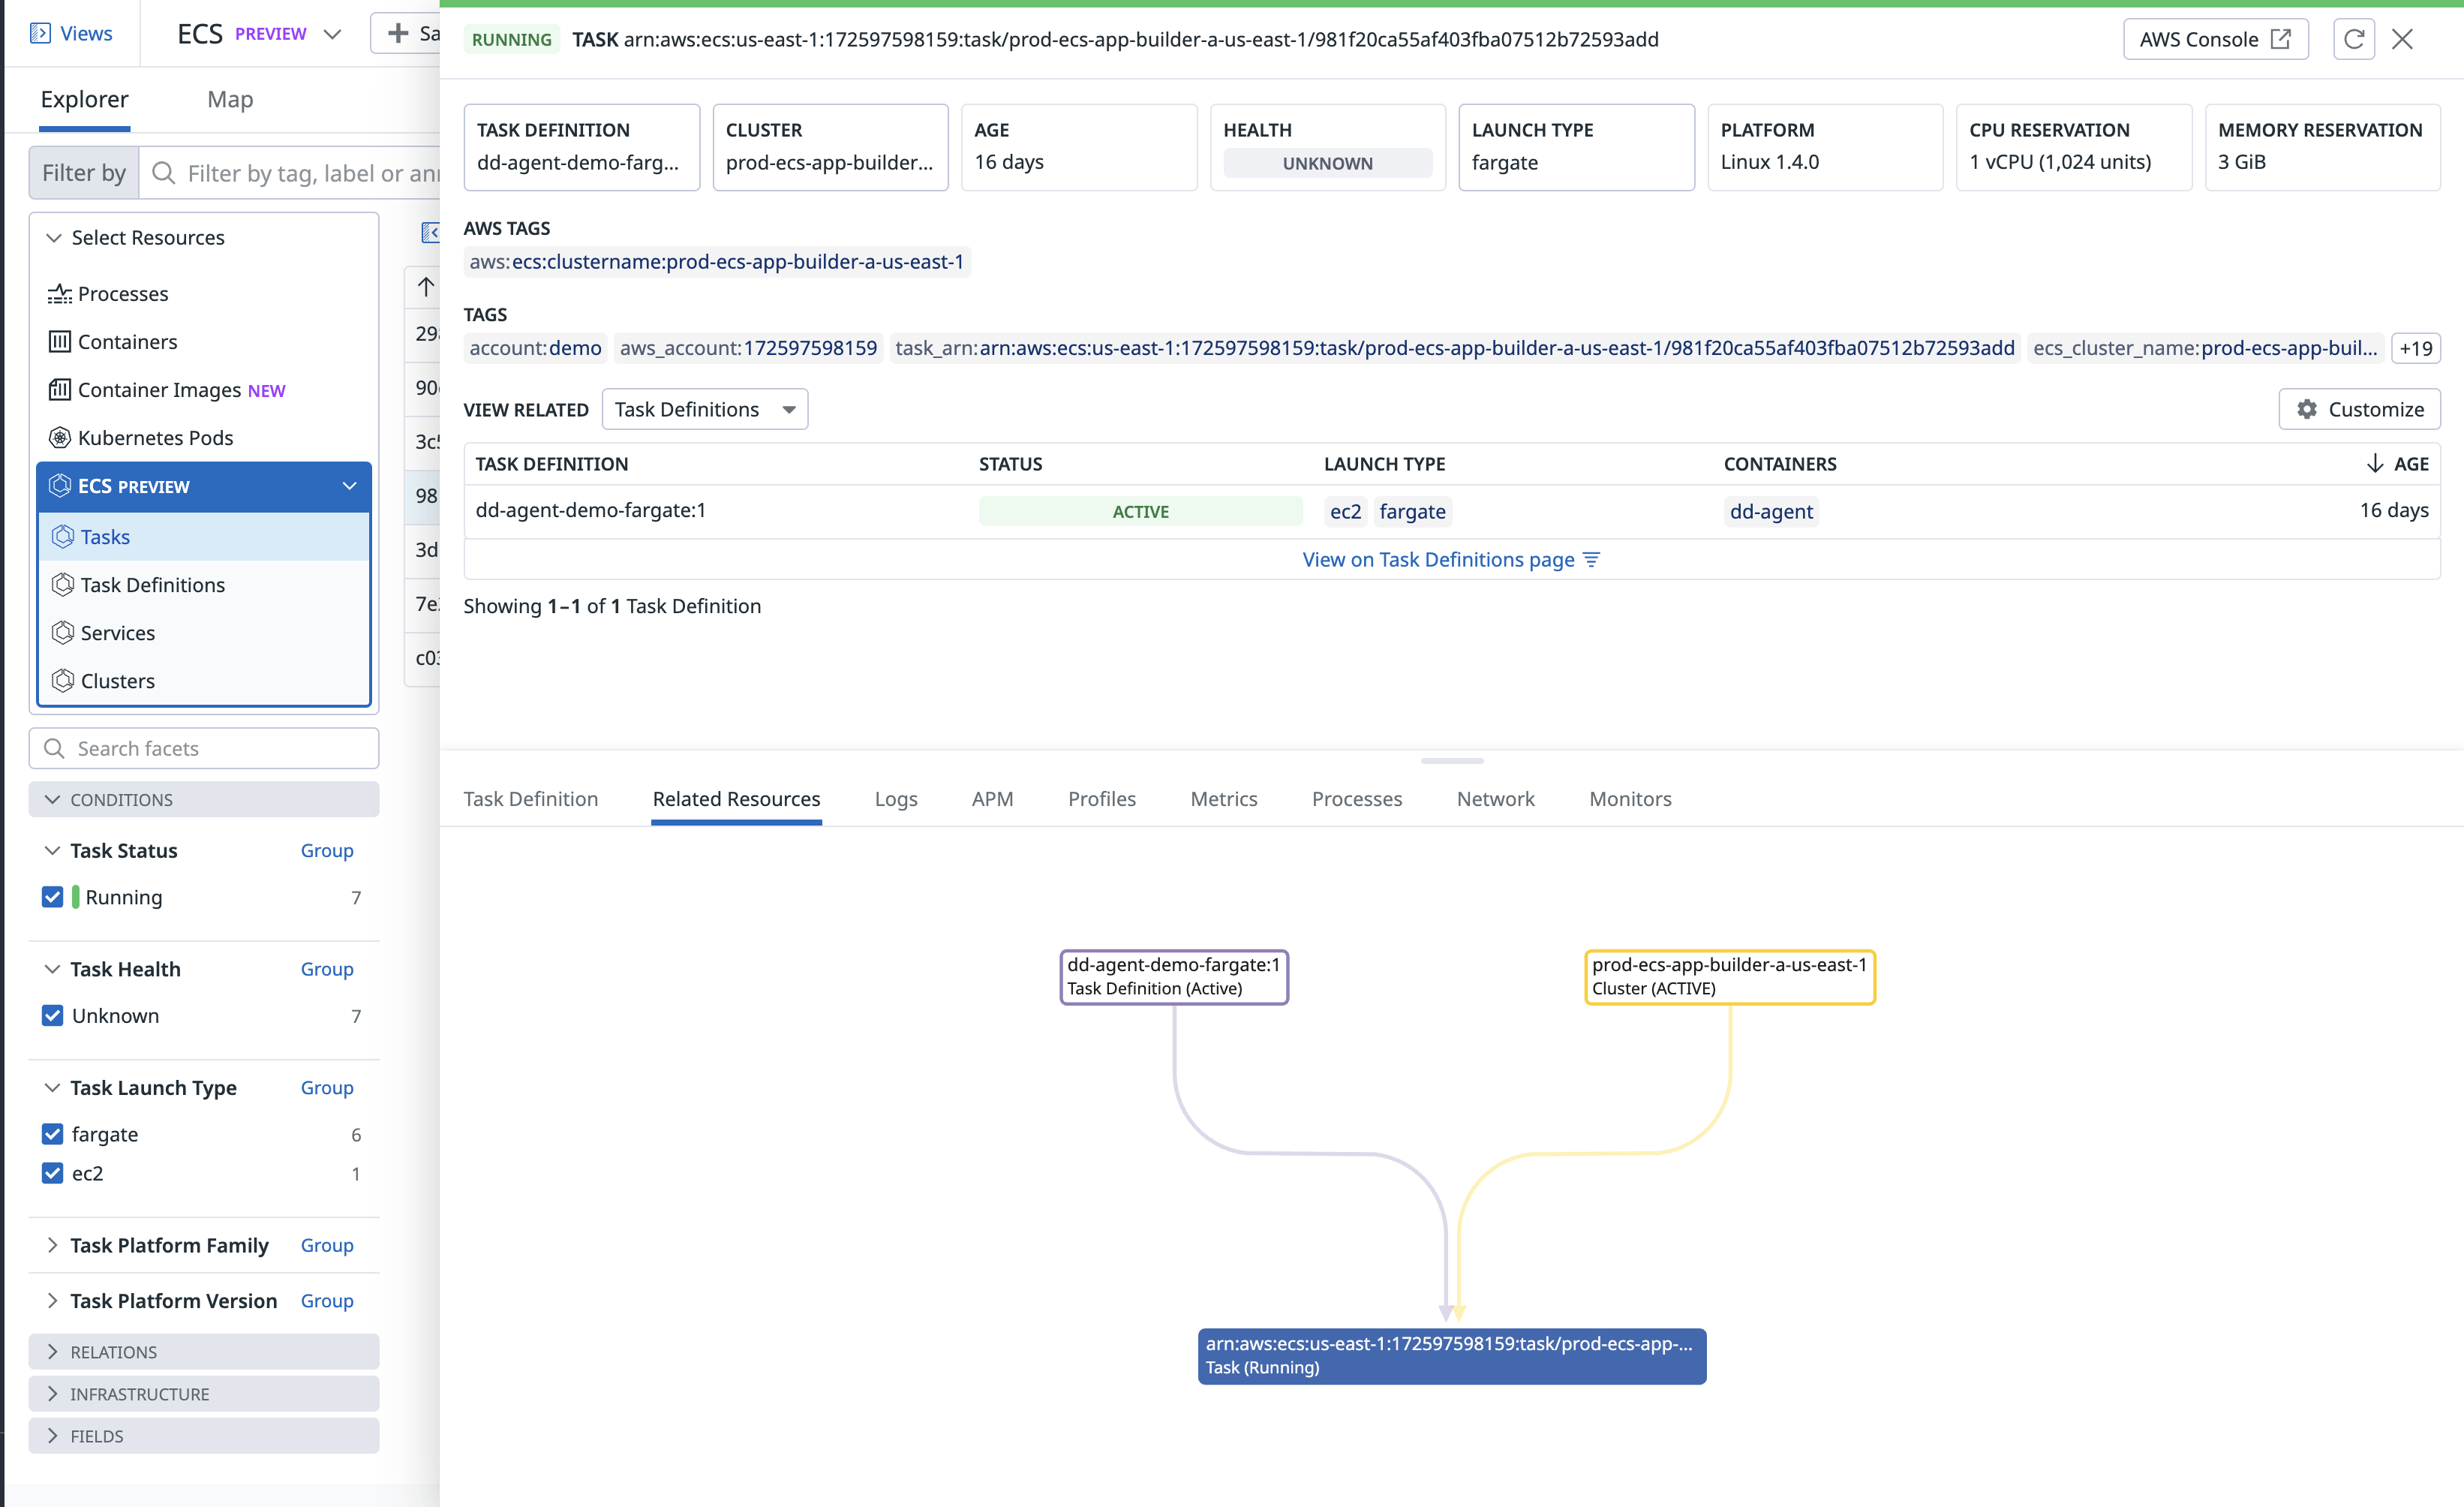 Views
ECS PREVIEW
Sa
Explorer
Map
Filter by
Filter by tag, label or ann
Select Resources
Processes
Containers
Container Images NEW
Kubernetes Pods
ECS PREVIEW
Tasks
Task Definitions
Services
Clusters
Search facets
CONDITIONS
Task Status Group
Running 7
Task Health Group
Unknown 7
Task Launch Type Group
fargate 6
ec2 1
Task Platform Family Group
Task Platform Version Group
RELATIONS
INFRASTRUCTURE
FIELDS
90
98
3d
RUNNING TASK arn:aws:ecs:us-east-1:172597598159:task/prod-ecs-app-builder-a-us-east-1/981f20ca55af403fba07512b72593add
AWS Console
TASK DEFINITION
dd-agent-demo-farg...
CLUSTER
prod-ecs-app-builder...
AGE
16 days
HEALTH
UNKNOWN
LAUNCH TYPE
fargate
PLATFORM
Linux 1.4.0
CPU RESERVATION
1 vCPU (1,024 units)
MEMORY RESERVATION
3 GiB
AWS TAGS
aws:ecs:clustername:prod-ecs-app-builder-a-us-east-1
TAGS
account:demo aws_account:172597598159 task_arn:arn:aws:ecs:us-east-1:172597598159:task/prod-ecs-app-builder-a-us-east-1/981f20ca55af403fba07512b72593add ecs_cluster_name:prod-ecs-app-buil... +19
VIEW RELATED Task Definitions Customize
TASK DEFINITION STATUS LAUNCH TYPE CONTAINERS AGE
dd-agent-demo-fargate:1 ACTIVE ec2 fargate dd-agent 16 days
View on Task Definitions page
Showing 1–1 of 1 Task Definition
Task Definition Related Resources Logs APM Profiles Metrics Processes Network Monitors
dd-agent-demo-fargate:1
Task Definition (Active)
prod-ecs-app-builder-a-us-east-1
Cluster (ACTIVE)
arn:aws:ecs:us-east-1:172597598159:task/prod-ecs-app-...
Task (Running)